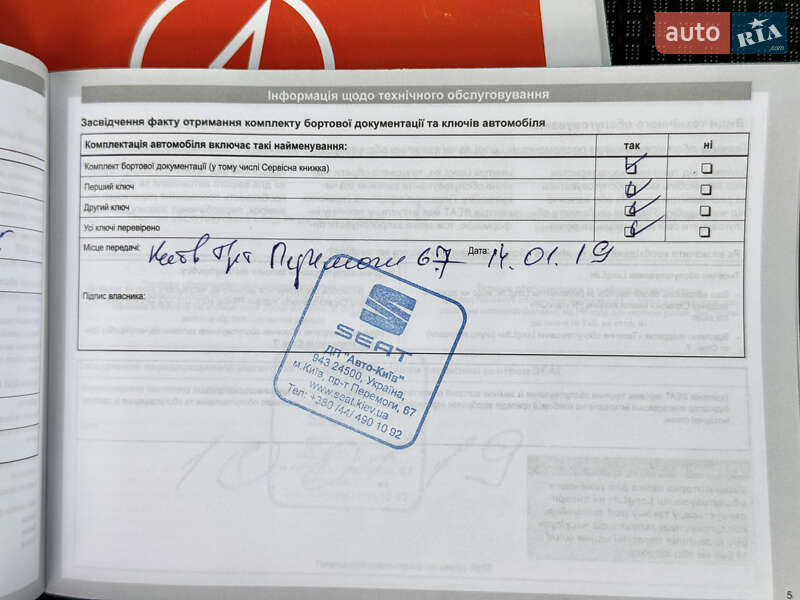 auto RIA .com
Інформація щодо технічного обслуговування
Засвідчення факту отримання комплекту бортової документації та ключів автомобіля
Комплектація автомобіля включає такі найменування: так ні
Комплект бортової документації (у тому числі Сервісна книжка)
Перший ключ
Другий ключ
Усі ключі перевірено
Місце передачі: Київ Пр-т Перемоги 67 Дата: 14.01.19
Підпис власника:
SEAT
ДП "Авто-Київ"
943 24500, Україна,
м.Київ, пр-т Перемоги, 67
www.seat.kiev.ua
Тел: +380 (44) 490 10 92
5